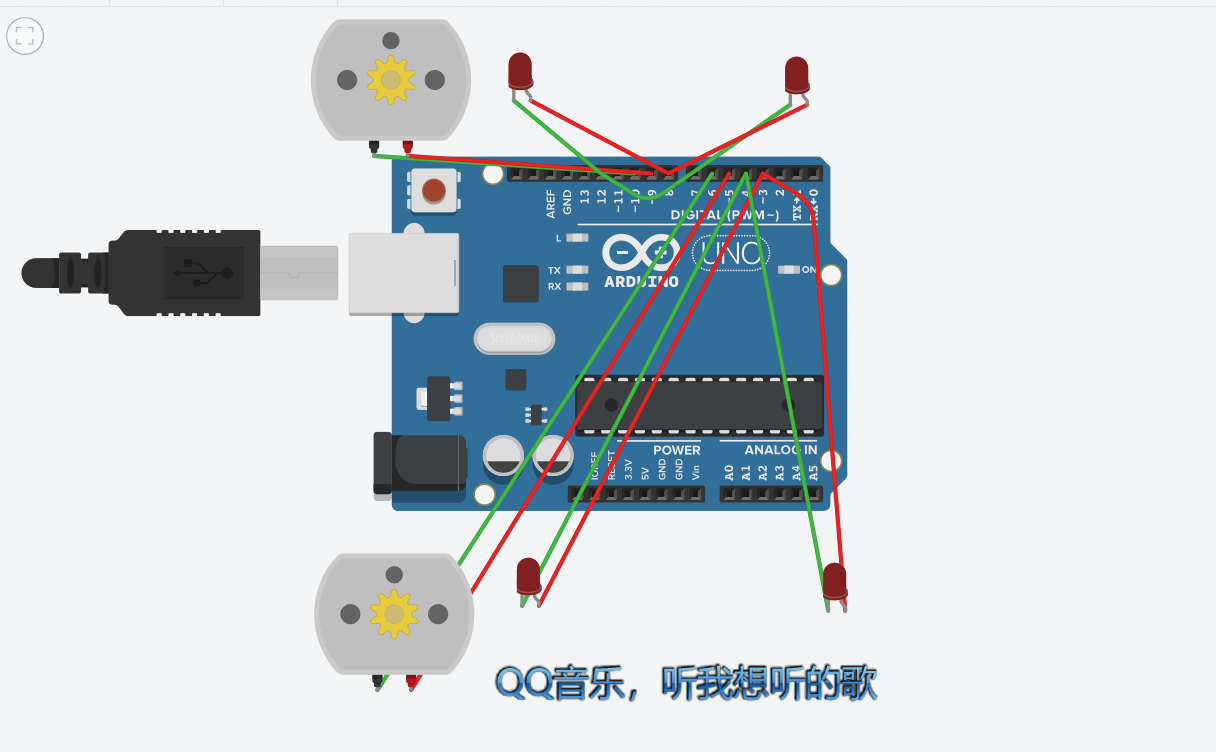 AREF
GND
13
12
~11
~10
9
8
7
6
5
4
~3
2
TX→1
RX←0
DIGITAL (PWM~)
L
TX
RX
UNO
ARDUINO
ON
SPK16.000G
POWER
ANALOG IN
IOREF
RESET
3.3V
5V
GND
GND
Vin
A0
A1
A2
A3
A4
A5
QQ音乐，听我想听的歌